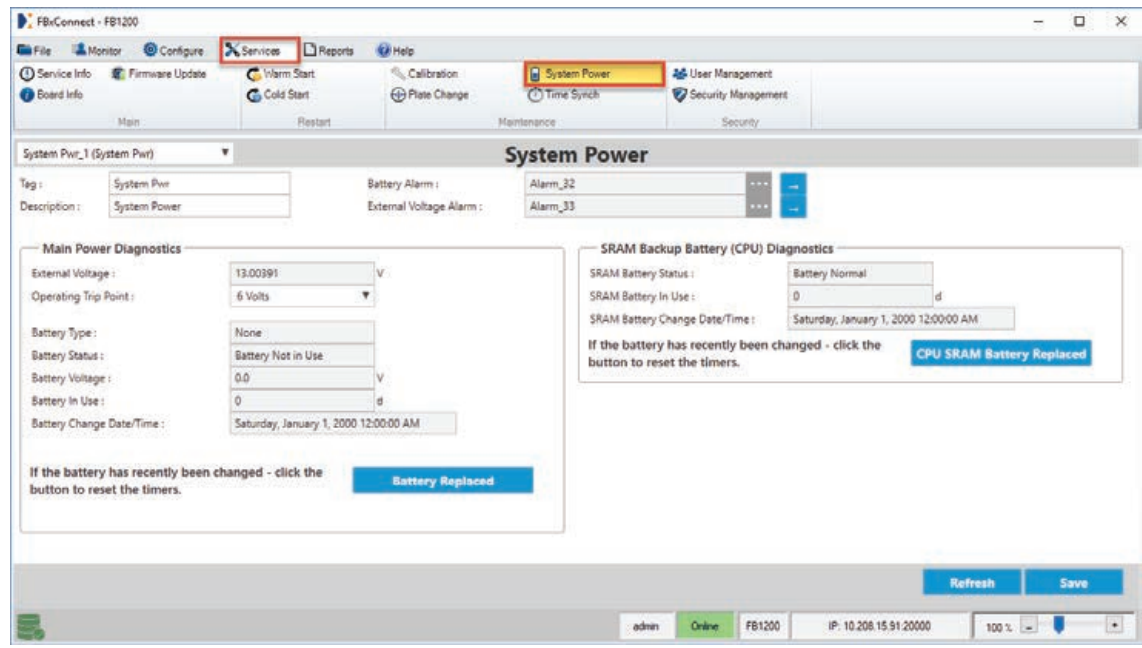 FBxConnect - FB1200
File Monitor Configure Services Reports Help
Service Info Firmware Update Warm Start Calibration System Power User Management
Board Info Cold Start Plate Change Time Synch Security Management
Main Restart Maintenance Security
System Pwr_1 (System Pwr) System Power
Tag : System Pwr Battery Alarm : Alarm_32
Description : System Power External Voltage Alarm : Alarm_33
Main Power Diagnostics
External Voltage : 13.00391 V
Operating Trip Point : 6 Volts
Battery Type : None
Battery Status : Battery Not in Use
Battery Voltage : 0.0 V
Battery In Use : 0 d
Battery Change Date/Time : Saturday, January 1, 2000 12:00:00 AM
If the battery has recently been changed - click the
button to reset the timers.
Battery Replaced
SRAM Backup Battery (CPU) Diagnostics
SRAM Battery Status : Battery Normal
SRAM Battery In Use : 0 d
SRAM Battery Change Date/Time : Saturday, January 1, 2000 12:00:00 AM
If the battery has recently been changed - click the
button to reset the timers.
CPU SRAM Battery Replaced
Refresh Save
admin Online FB1200 IP: 10.208.15.91:20000 100 %